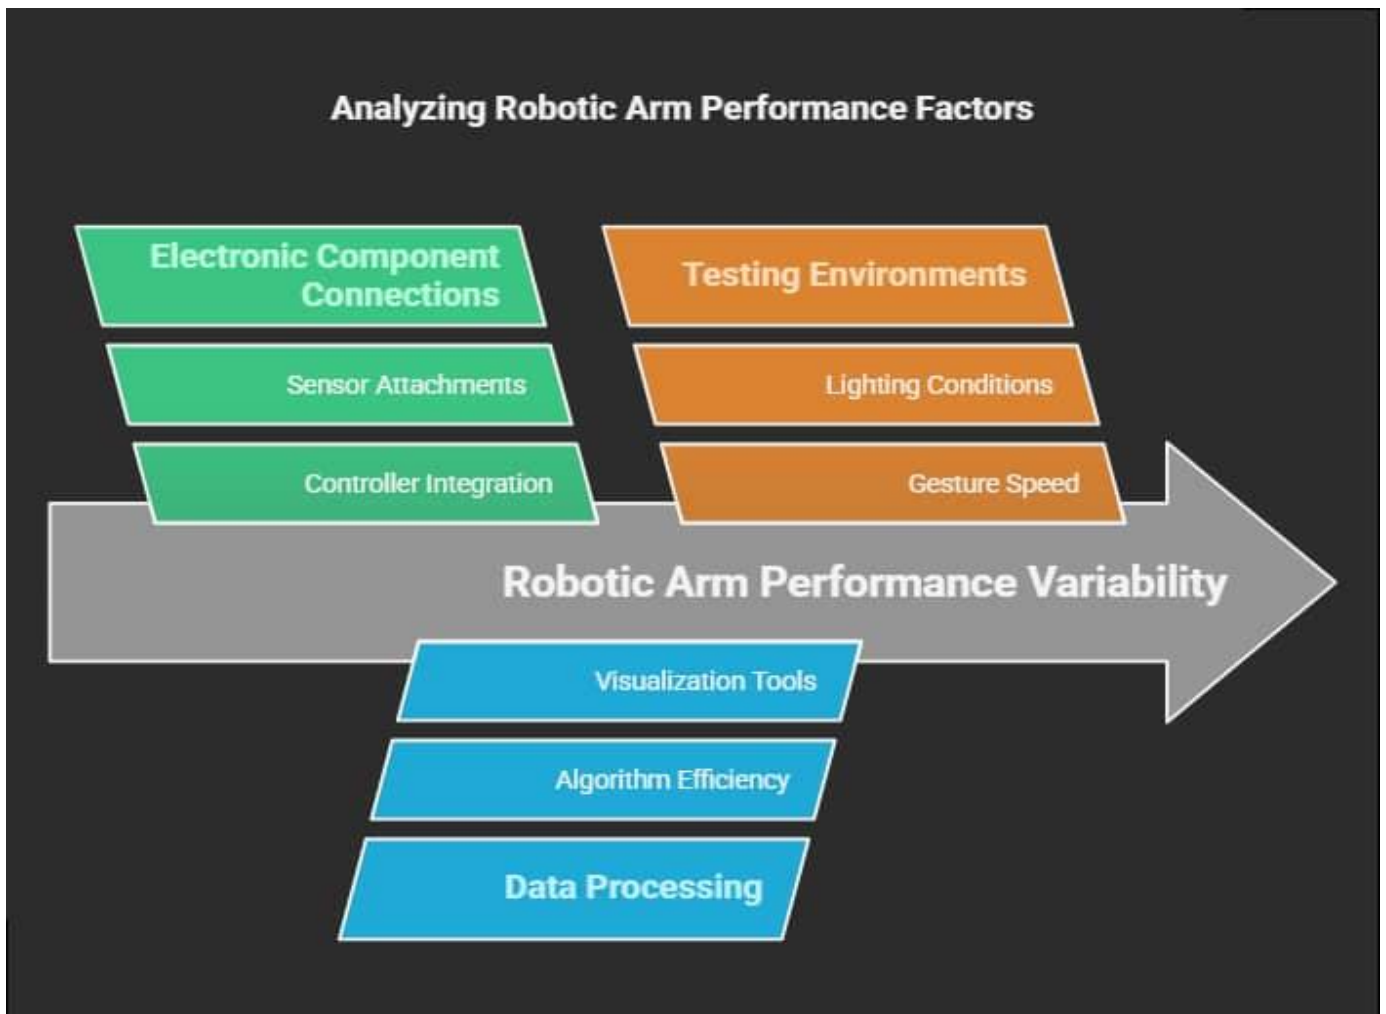 Analyzing Robotic Arm Performance Factors
Electronic Component
Connections
Sensor Attachments
Controller Integration
Testing Environments
Lighting Conditions
Gesture Speed
Robotic Arm Performance Variability
Visualization Tools
Algorithm Efficiency
Data Processing